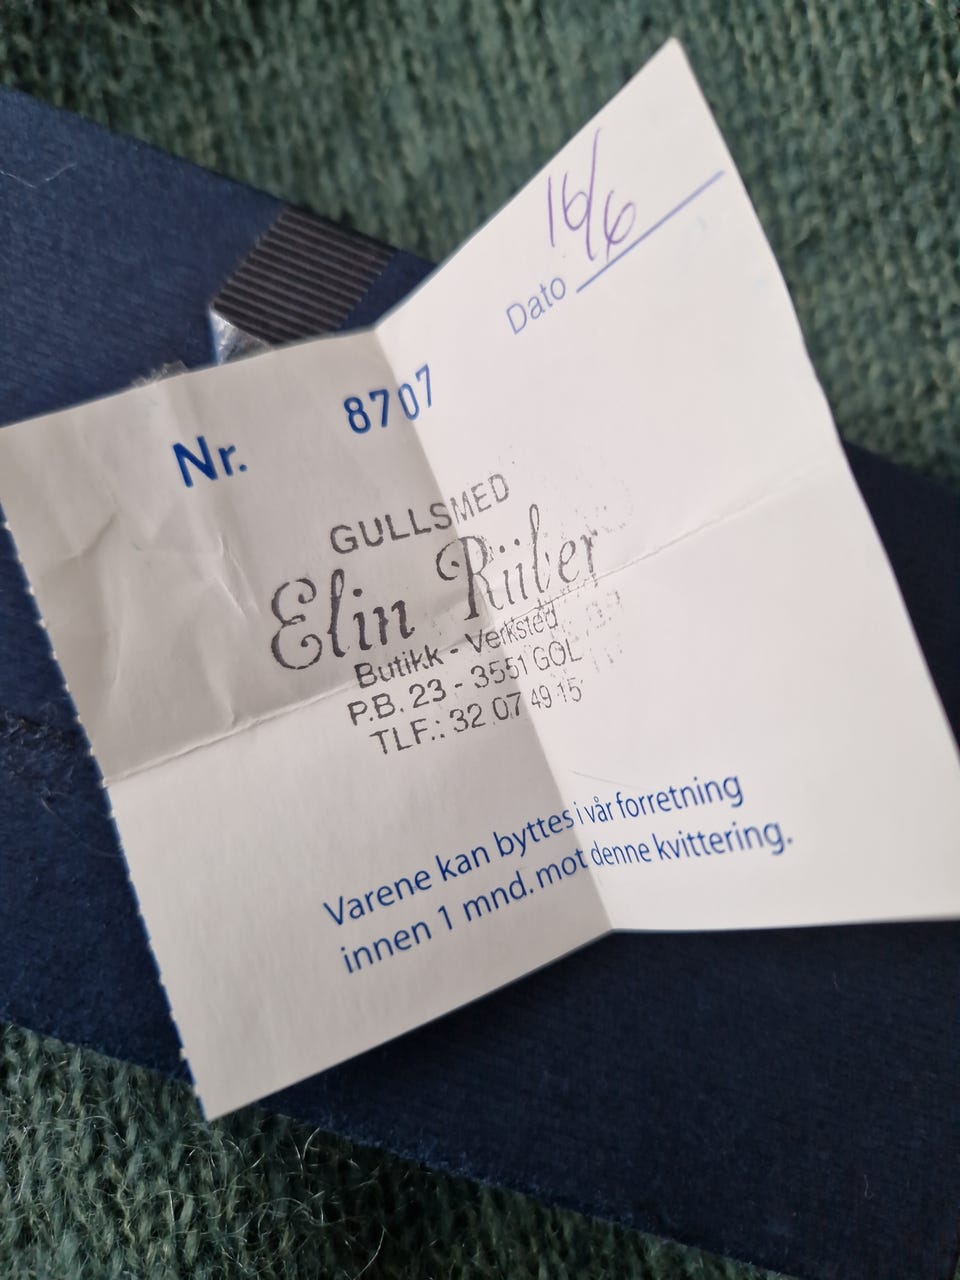 Dato 16/6
Nr. 8707
GULLSMED
Elin Riiber
Butikk - Verksted
P.B. 23 - 3551 GOL
TLF.: 32 07 49 15
Varene kan byttes i vår forretning
innen 1 mnd. mot denne kvittering.